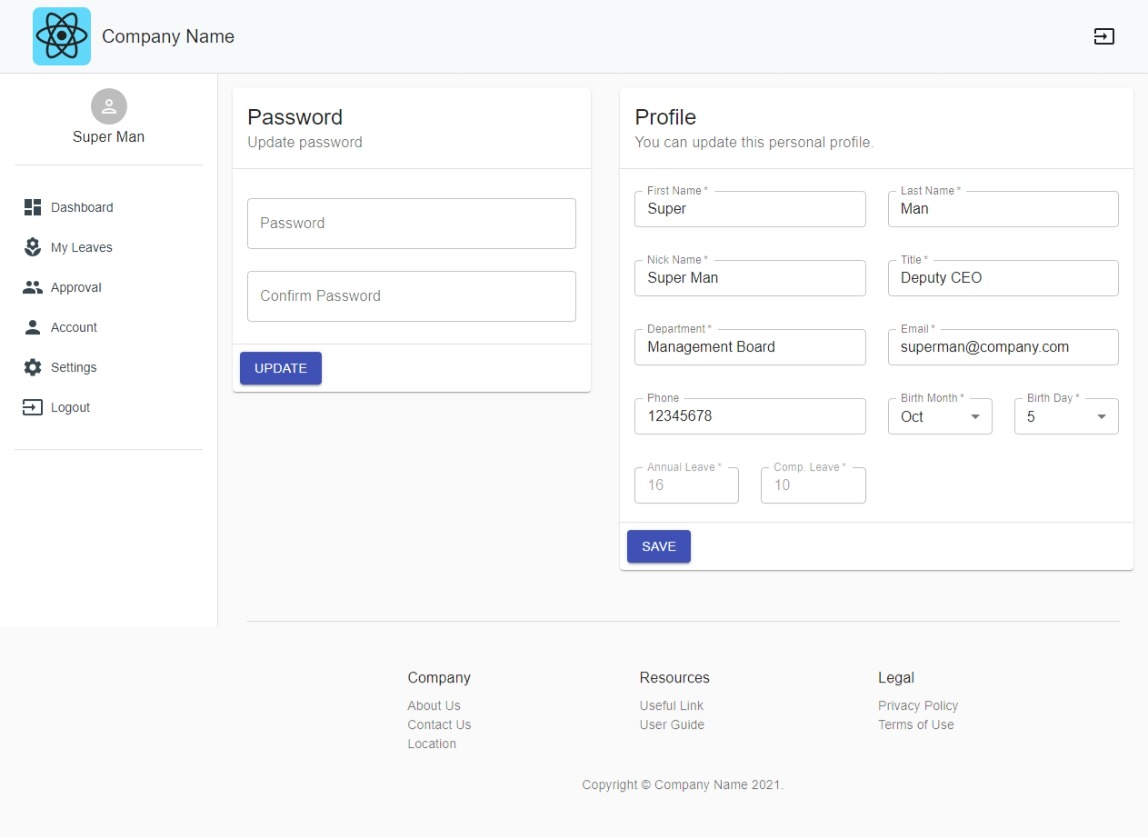 Company Name
Super Man
Dashboard
My Leaves
Approval
Account
Settings
Logout
Password
Update password
Password
Confirm Password
UPDATE
Profile
You can update this personal profile.
First Name *
Super
Last Name *
Man
Nick Name *
Super Man
Title *
Deputy CEO
Department *
Management Board
Email *
superman@company.com
Phone
12345678
Birth Month *
Oct
Birth Day *
5
Annual Leave *
16
Comp. Leave *
10
SAVE
Company
About Us
Contact Us
Location
Resources
Useful Link
User Guide
Legal
Privacy Policy
Terms of Use
Copyright © Company Name 2021.